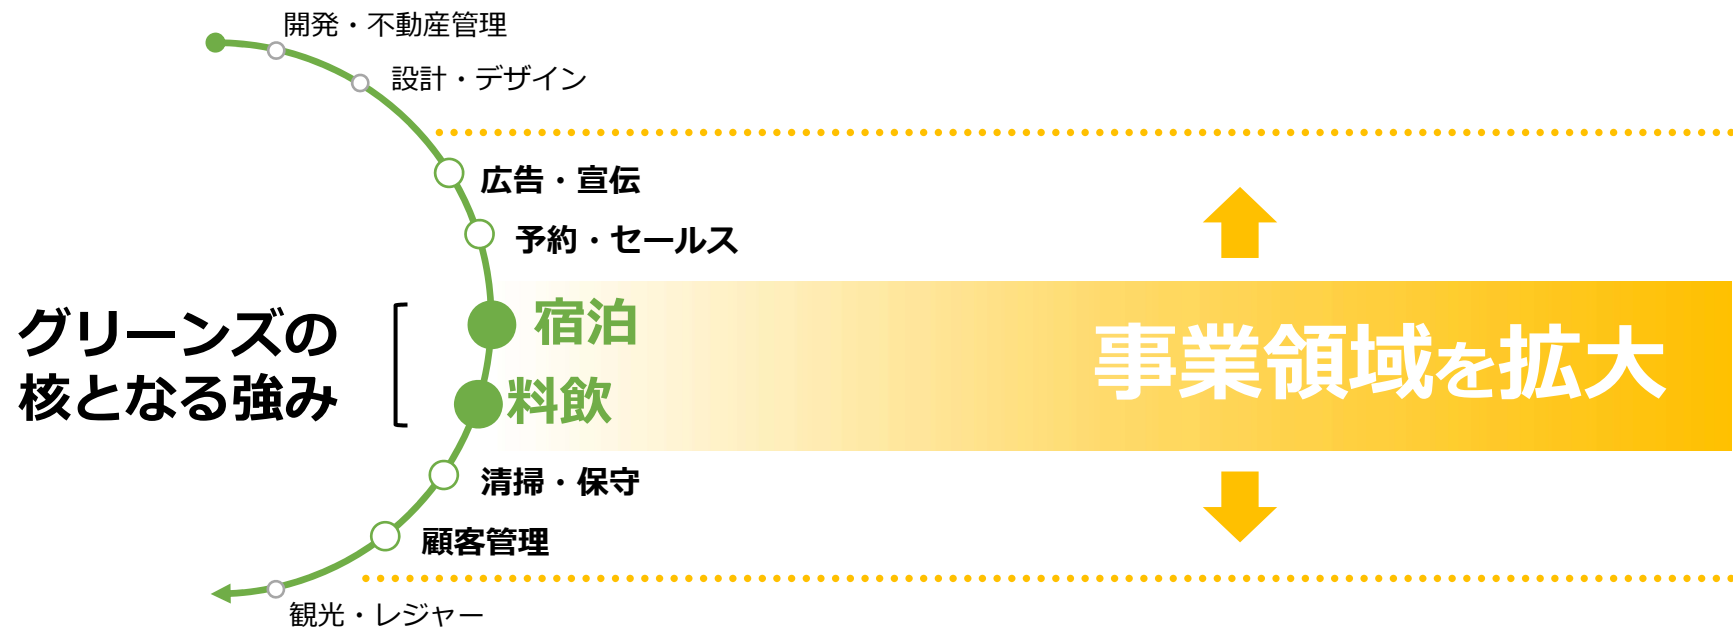 開発・不動産管理
設計・デザイン
広告・宣伝
予約・セールス
グリーンズの
核となる強み
宿泊
料飲
事業領域を拡大
清掃・保守
顧客管理
観光・レジャー